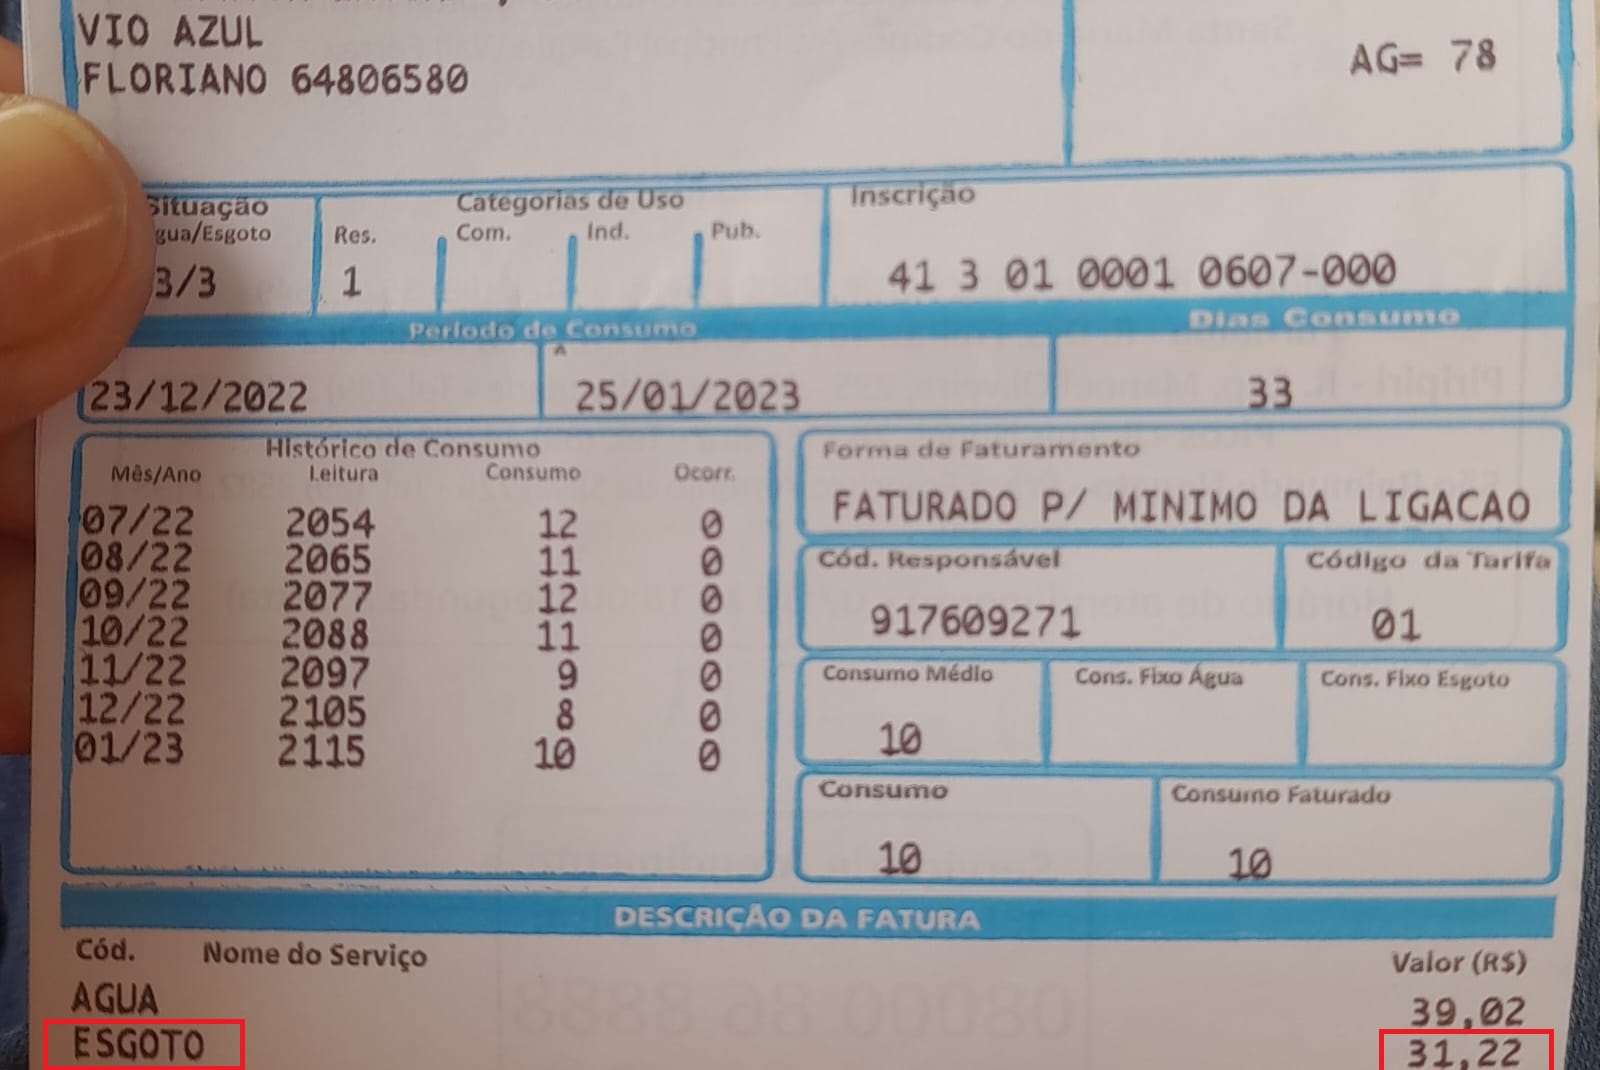 VIO AZUL
FLORIANO 64806580
AG= 78
Situação
gua/Esgoto
3/3
Categorias de Uso
Res. Com. Ind. Pub.
1
Inscrição
41 3 01 0001 0607-000
Período de Consumo
23/12/2022 A 25/01/2023
Dias Consumo
33
Histórico de Consumo
Mês/Ano Leitura Consumo Ocorr.
07/22 2054 12 0
08/22 2065 11 0
09/22 2077 12 0
10/22 2088 11 0
11/22 2097 9 0
12/22 2105 8 0
01/23 2115 10 0
Forma de Faturamento
FATURADO P/ MINIMO DA LIGACAO
Cód. Responsável
917609271
Código da Tarifa
01
Consumo Médio
10
Cons. Fixo Água
Cons. Fixo Esgoto
Consumo
10
Consumo Faturado
10
DESCRIÇÃO DA FATURA
Cód. Nome do Serviço Valor (R$)
AGUA 39,02
ESGOTO 31,22